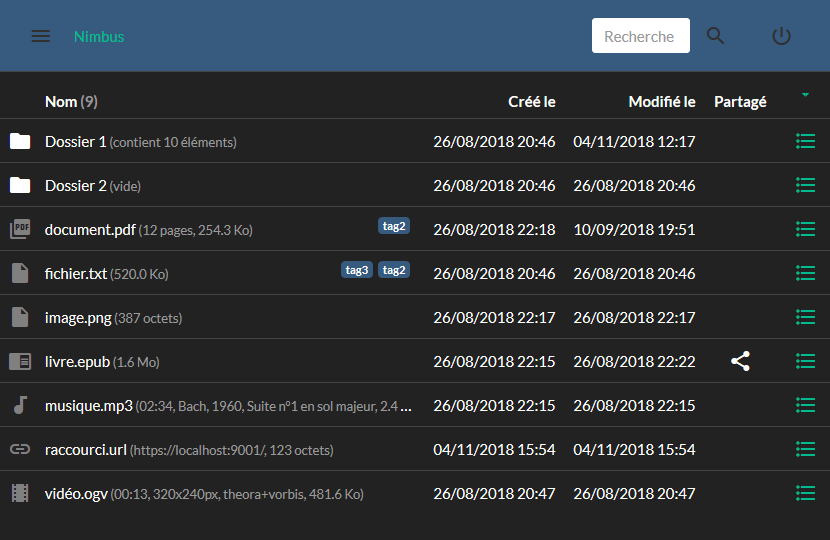 Nimbus Recherche
Nom (9) Créé le Modifié le Partagé
Dossier 1 (contient 10 éléments) 26/08/2018 20:46 04/11/2018 12:17
Dossier 2 (vide) 26/08/2018 20:46 26/08/2018 20:46
PDF document.pdf (12 pages, 254.3 Ko) tag2 26/08/2018 22:18 10/09/2018 19:51
fichier.txt (520.0 Ko) tag3 tag2 26/08/2018 20:46 26/08/2018 20:46
image.png (387 octets) 26/08/2018 22:17 26/08/2018 22:17
livre.epub (1.6 Mo) 26/08/2018 22:15 26/08/2018 22:22
musique.mp3 (02:34, Bach, 1960, Suite n°1 en sol majeur, 2.4 ... 26/08/2018 22:15 26/08/2018 22:15
raccourci.url (https://localhost:9001/, 123 octets) 04/11/2018 15:54 04/11/2018 15:54
vidéo.ogv (00:13, 320x240px, theora+vorbis, 481.6 Ko) 26/08/2018 20:47 26/08/2018 20:47